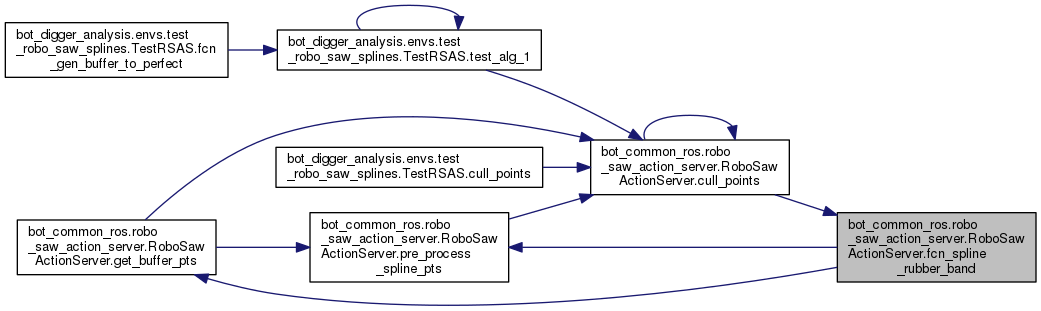 bot_digger_analysis.envs.test
_robo_saw_splines.TestRSAS.fcn
_gen_buffer_to_perfect
bot_digger_analysis.envs.test
_robo_saw_splines.TestRSAS.test_alg_1
bot_common_ros.robo
_saw_action_server.RoboSaw
ActionServer.cull_points
bot_digger_analysis.envs.test
_robo_saw_splines.TestRSAS.cull_points
bot_common_ros.robo
_saw_action_server.RoboSaw
ActionServer.get_buffer_pts
bot_common_ros.robo
_saw_action_server.RoboSaw
ActionServer.pre_process
_spline_pts
bot_common_ros.robo
_saw_action_server.RoboSaw
ActionServer.fcn_spline
_rubber_band